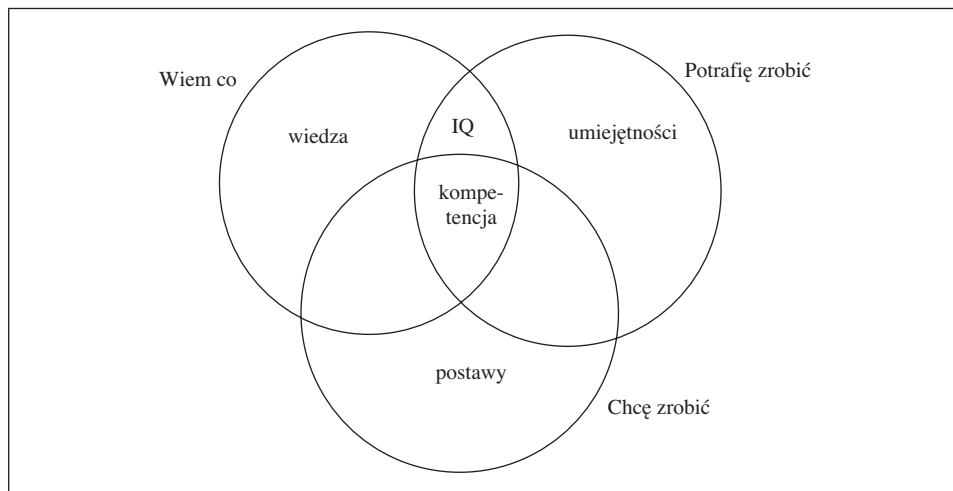 Wiem co
Potrafię zrobić
wiedza
IQ
umiejętności
kompe-
tencja
postawy
Chcę zrobić